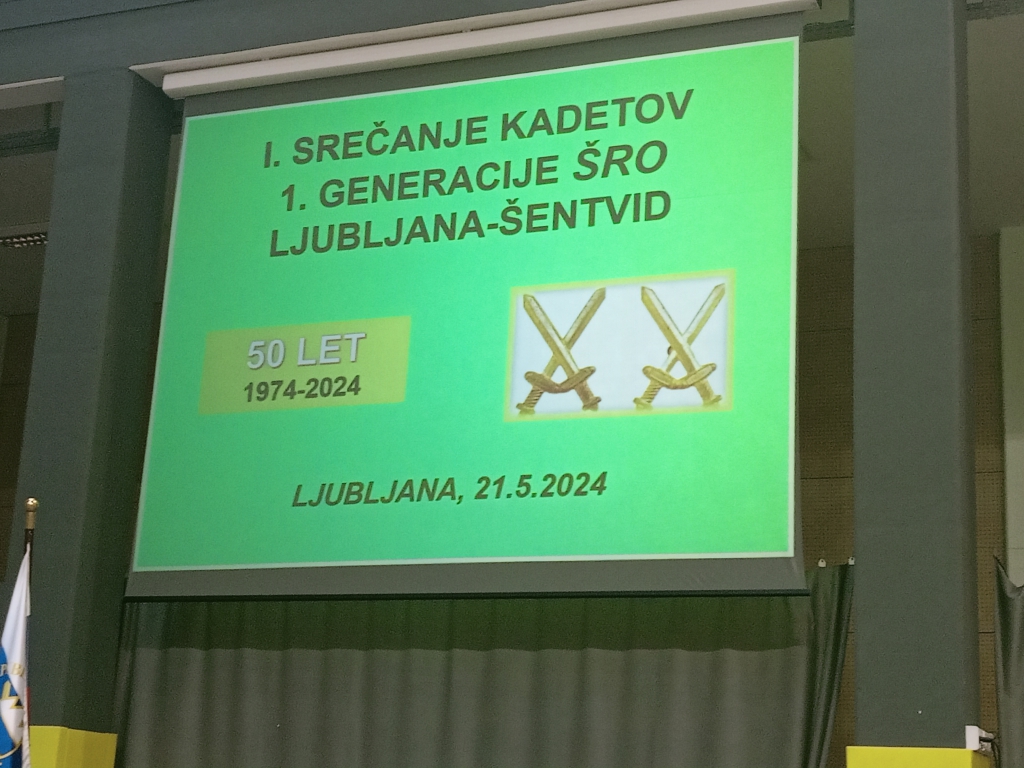 I. SREČANJE KADETOV
1. GENERACIJE ŠRO
LJUBLJANA-ŠENTVID
50 LET
1974-2024
LJUBLJANA, 21.5.2024